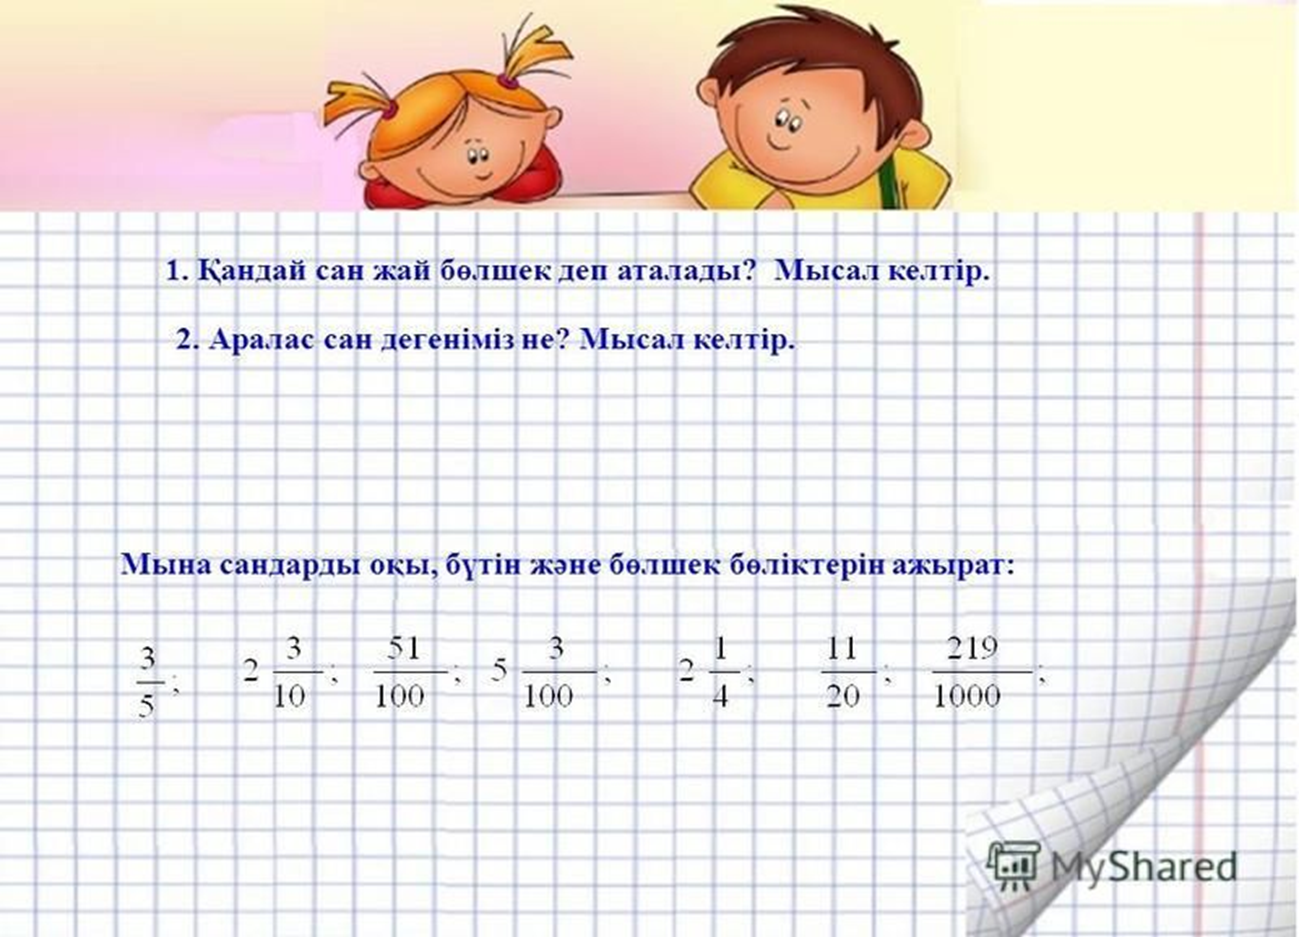 1. Қандай сан жай бөлшек деп аталады? Мысал келтір.
2. Аралас сан дегеніміз не? Мысал келтір.
Мына сандарды оқы, бүтін және бөлшек бөліктерін ажырат:
3/5; 2 3/10; 51/100; 5 3/100; 2 1/4; 11/20; 219/1000;
MyShared